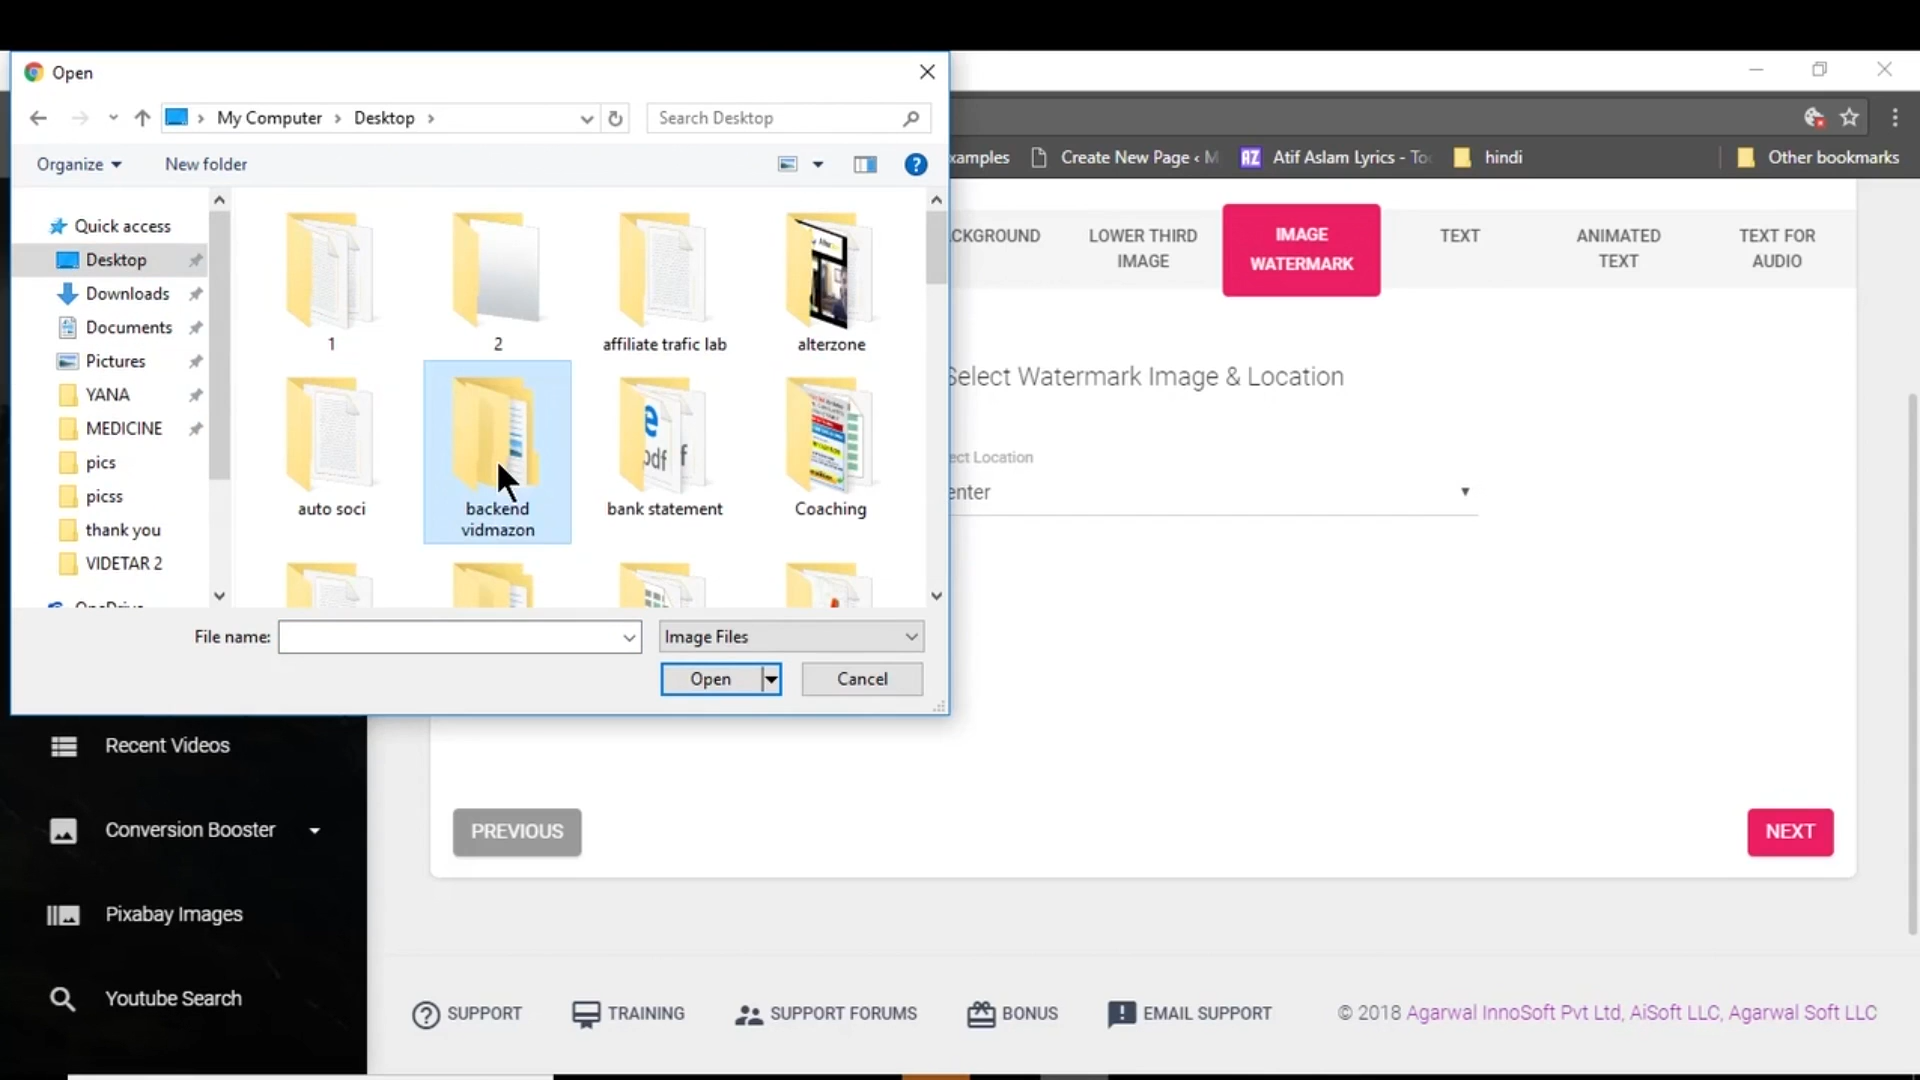 Open
My Computer > Desktop >
Search Desktop
Organize
New folder
Quick access
Desktop
Downloads
Documents
Pictures
YANA
MEDICINE
pics
picss
thank you
VIDETAR 2
1
2
affiliate trafic lab
alterzone
auto soci
backend
vidmazon
bank statement
Coaching
File name:
Image Files
Open
Cancel
xamples
Create New Page ‹ M
AZ
Atif Aslam Lyrics - To
hindi
Other bookmarks
CKGROUND
LOWER THIRD
IMAGE
IMAGE
WATERMARK
TEXT
ANIMATED
TEXT
TEXT FOR
AUDIO
Select Watermark Image & Location
ect Location
enter
PREVIOUS
NEXT
Recent Videos
Conversion Booster
Pixabay Images
Youtube Search
SUPPORT
TRAINING
SUPPORT FORUMS
BONUS
EMAIL SUPPORT
© 2018 Agarwal InnoSoft Pvt Ltd, AiSoft LLC, Agarwal Soft LLC